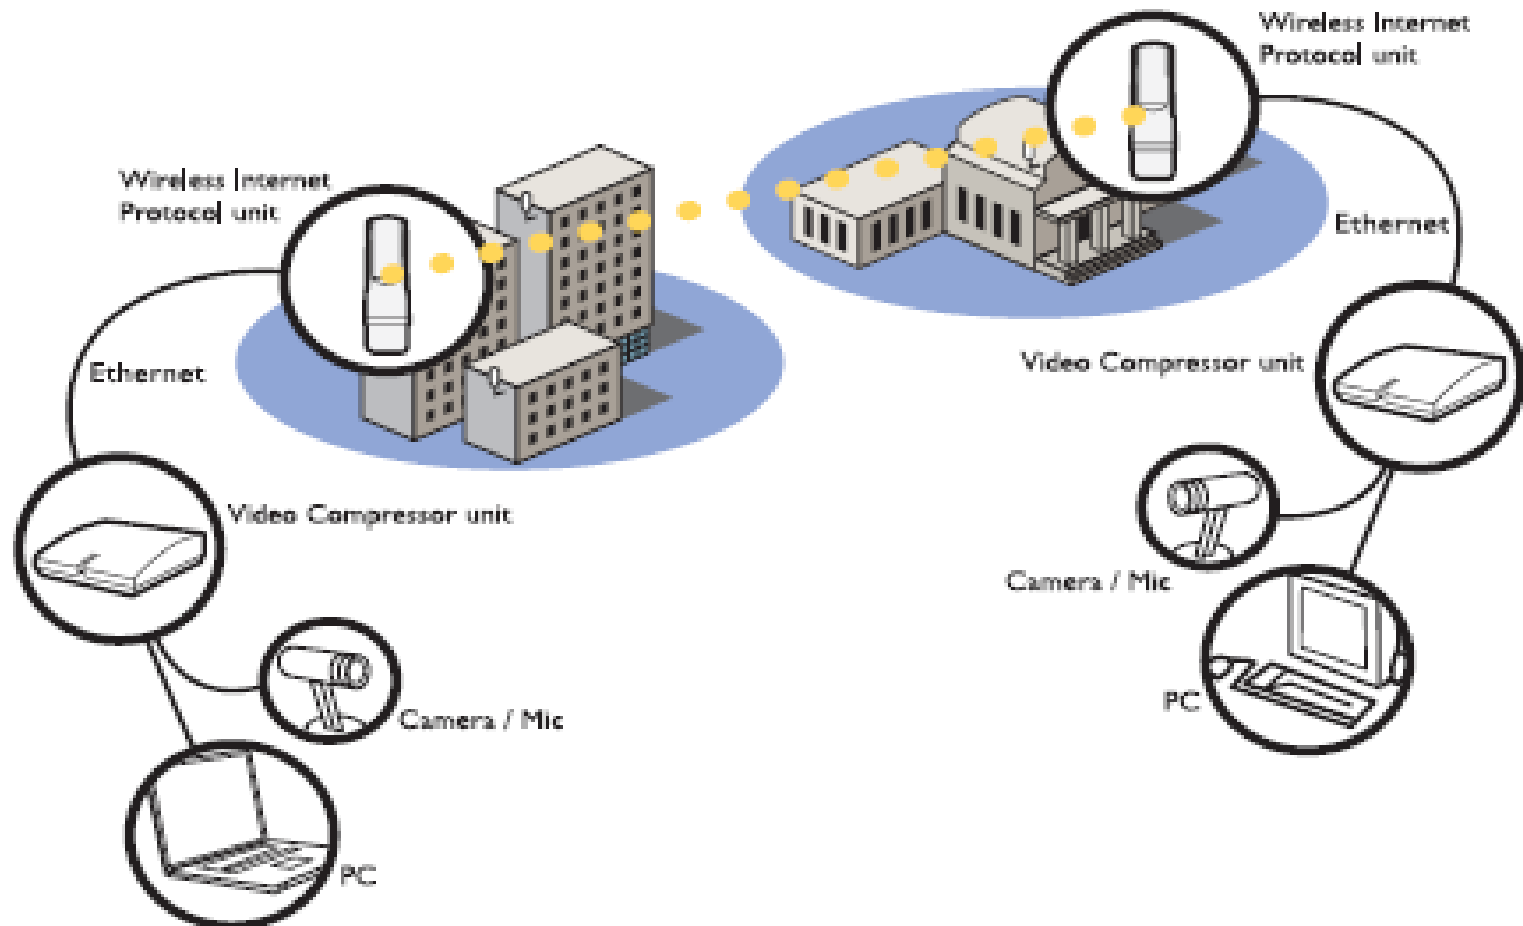 Wireless Internet
Protocol unit
Wireless Internet
Protocol unit
Ethernet
Ethernet
Video Compressor unit
Video Compressor unit
Camera / Mic
PC
Camera / Mic
PC